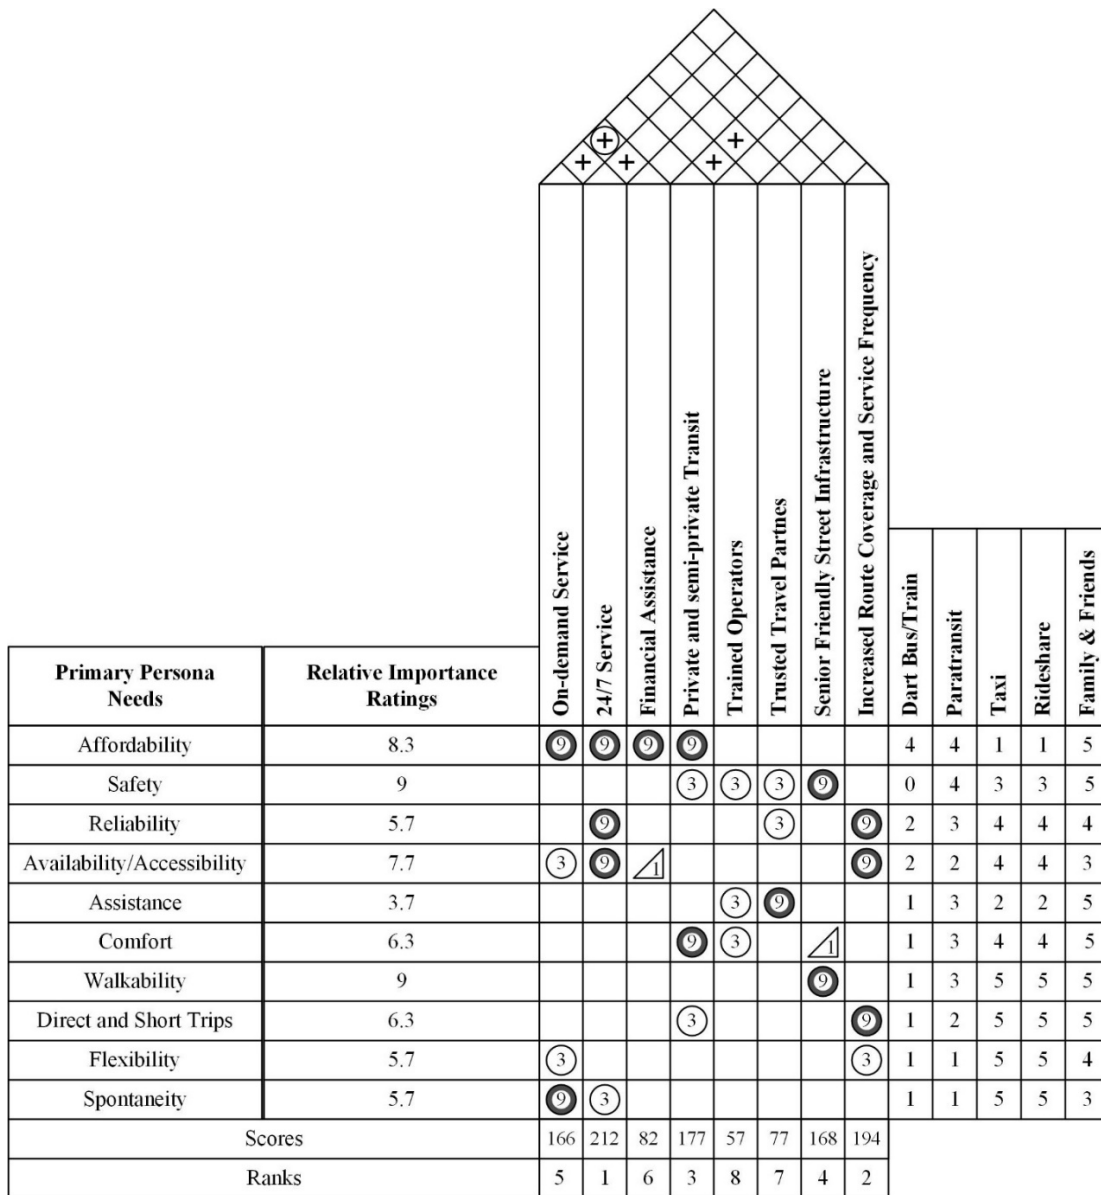 +
+ + + +
On-demand Service
24/7 Service
Financial Assistance
Private and semi-private Transit
Trained Operators
Trusted Travel Partnes
Senior Friendly Street Infrastructure
Increased Route Coverage and Service Frequency
Dart Bus/Train
Paratransit
Taxi
Rideshare
Family & Friends
Primary Persona Needs Relative Importance Ratings
Affordability 8.3 9 9 9 9 4 4 1 1 5
Safety 9 3 3 3 9 0 4 3 3 5
Reliability 5.7 9 3 9 2 3 4 4 4
Availability/Accessibility 7.7 3 9 1 9 2 2 4 4 3
Assistance 3.7 3 9 1 3 2 2 5
Comfort 6.3 9 3 1 1 3 4 4 5
Walkability 9 9 1 3 5 5 5
Direct and Short Trips 6.3 3 9 1 2 5 5 5
Flexibility 5.7 3 3 1 1 5 5 4
Spontaneity 5.7 9 3 1 1 5 5 3
Scores 166 212 82 177 57 77 168 194
Ranks 5 1 6 3 8 7 4 2